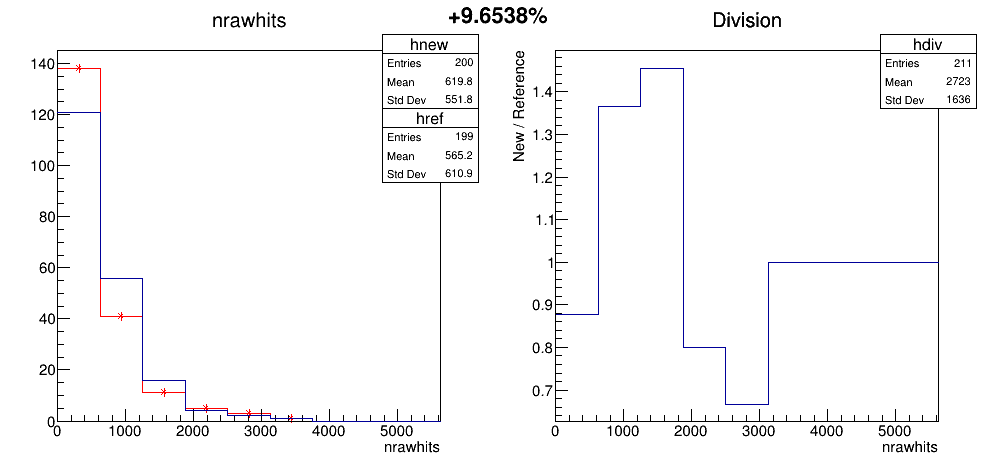 +9.6538%
nrawhits
hnew
Entries 200
Mean 619.8
Std Dev 551.8
href
Entries 199
Mean 565.2
Std Dev 610.9
140
120
100
80
60
40
20
0
0 1000 2000 3000 4000 5000
nrawhits
Division
hdiv
Entries 211
Mean 2723
Std Dev 1636
New / Reference
1.4
1.3
1.2
1.1
1
0.9
0.8
0.7
0 1000 2000 3000 4000 5000
nrawhits